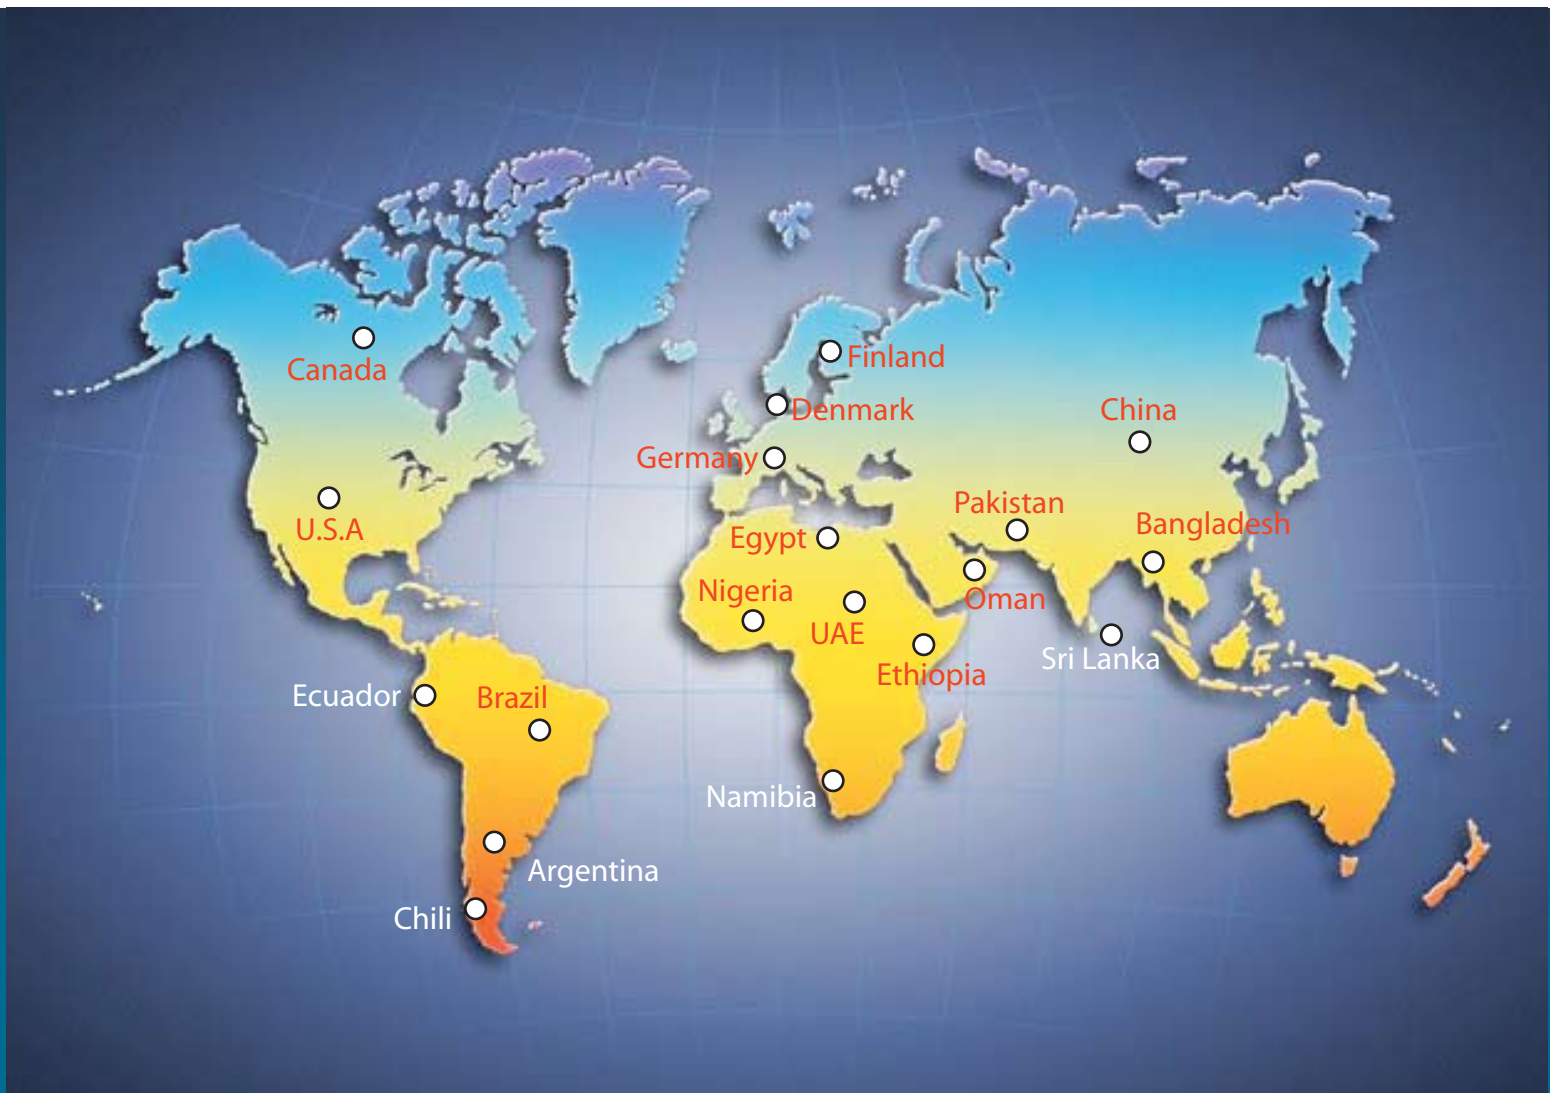 Canada
Finland
Denmark
China
Germany
Pakistan
U.S.A
Bangladesh
Egypt
Nigeria
Oman
UAE
Sri Lanka
Ethiopia
Ecuador
Brazil
Namibia
Argentina
Chili